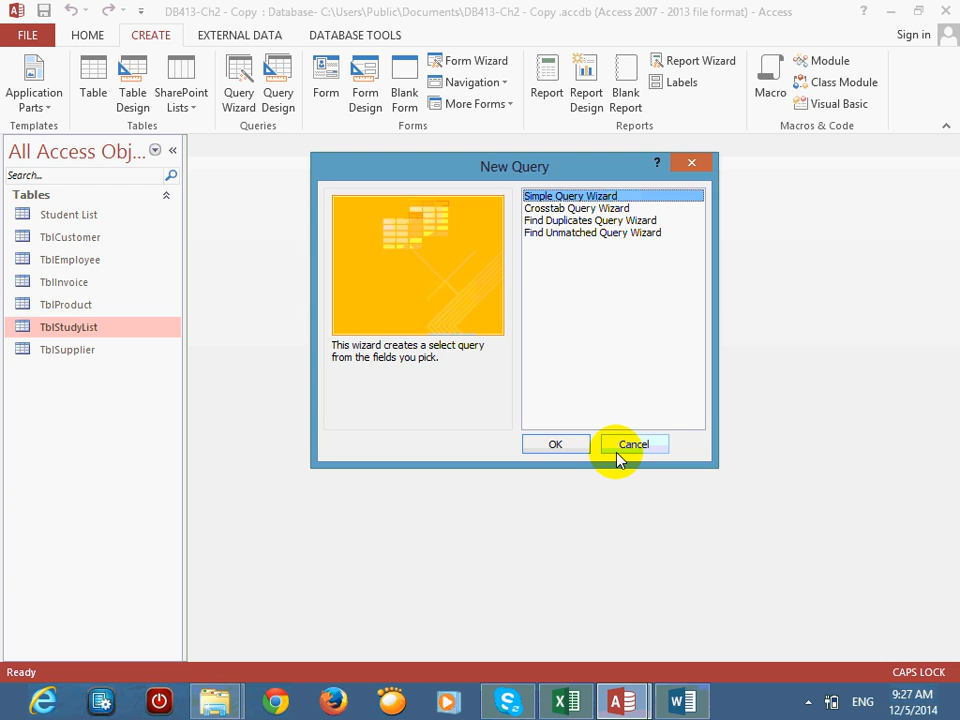 DB413-Ch2 - Copy : Database- C:\Users\Public\Documents\DB413-Ch2 - Copy .accdb (Access 2007 - 2013 file format) - Access
?
FILE
HOME
CREATE
EXTERNAL DATA
DATABASE TOOLS
Sign in
Application
Parts
Templates
Table
Table
Design
SharePoint
Lists
Tables
Query
Wizard
Query
Design
Queries
Form
Form
Design
Blank
Form
Form Wizard
Navigation
More Forms
Forms
Report
Report
Design
Blank
Report
Report Wizard
Labels
Reports
Macro
Module
Class Module
Visual Basic
Macros & Code
All Access Obj...
Search...
Tables
Student List
TblCustomer
TblEmployee
TblInvoice
TblProduct
TblStudyList
TblSupplier
New Query
?
Simple Query Wizard
Crosstab Query Wizard
Find Duplicates Query Wizard
Find Unmatched Query Wizard
This wizard creates a select query
from the fields you pick.
OK
Cancel
Ready
CAPS LOCK
ENG
9:27 AM
12/5/2014